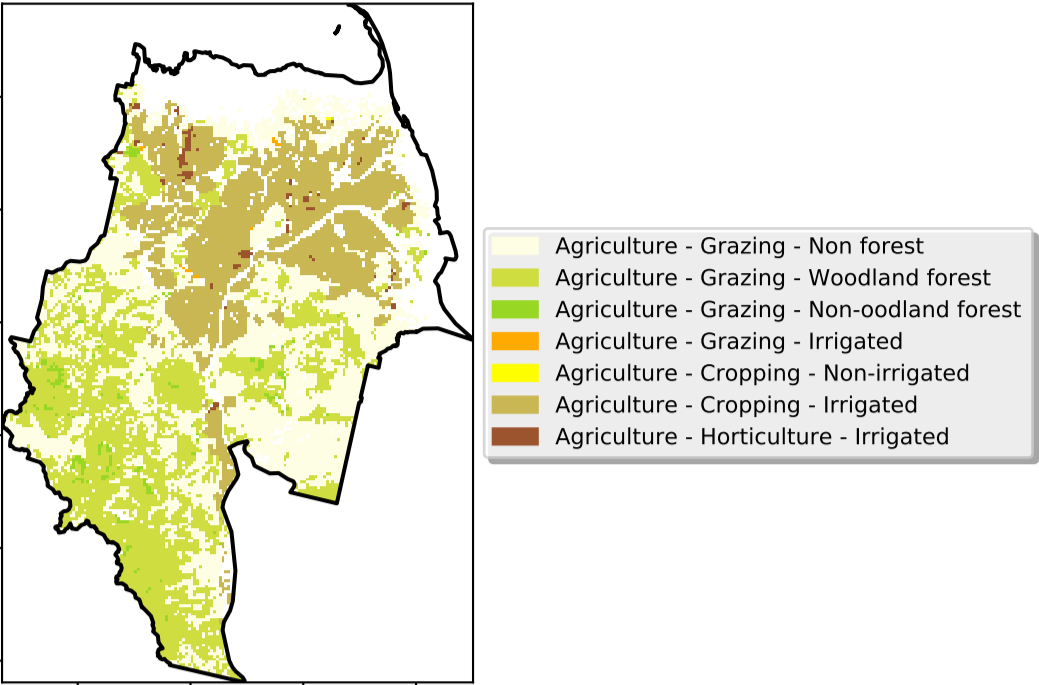 Agriculture - Grazing - Non forest
Agriculture - Grazing - Woodland forest
Agriculture - Grazing - Non-oodland forest
Agriculture - Grazing - Irrigated
Agriculture - Cropping - Non-irrigated
Agriculture - Cropping - Irrigated
Agriculture - Horticulture - Irrigated